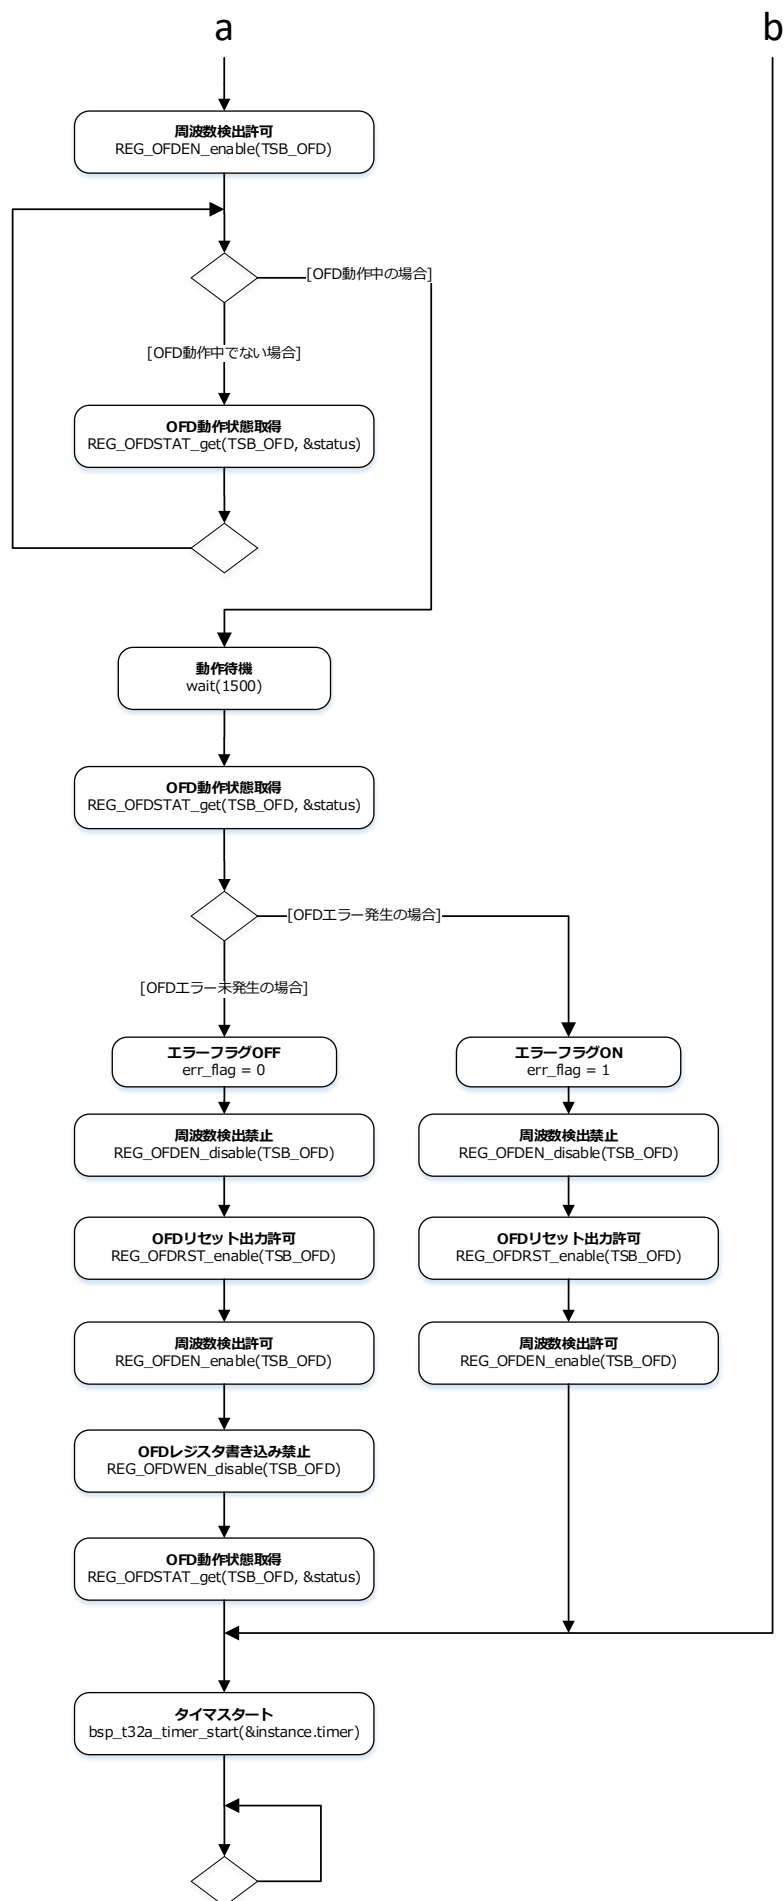 a
b
周波数検出許可
REG_OFDEN_enable(TSB_OFD)
[OFD動作中の場合]
[OFD動作中でない場合]
OFD動作状態取得
REG_OFDSTAT_get(TSB_OFD, &status)
動作待機
wait(1500)
OFD動作状態取得
REG_OFDSTAT_get(TSB_OFD, &status)
[OFDエラー発生の場合]
[OFDエラー未発生の場合]
エラーフラグOFF
err_flag = 0
エラーフラグON
err_flag = 1
周波数検出禁止
REG_OFDEN_disable(TSB_OFD)
周波数検出禁止
REG_OFDEN_disable(TSB_OFD)
OFDリセット出力許可
REG_OFDRST_enable(TSB_OFD)
OFDリセット出力許可
REG_OFDRST_enable(TSB_OFD)
周波数検出許可
REG_OFDEN_enable(TSB_OFD)
周波数検出許可
REG_OFDEN_enable(TSB_OFD)
OFDレジスタ書き込み禁止
REG_OFDWEN_disable(TSB_OFD)
OFD動作状態取得
REG_OFDSTAT_get(TSB_OFD, &status)
タイマスタート
bsp_t32a_timer_start(&instance.timer)